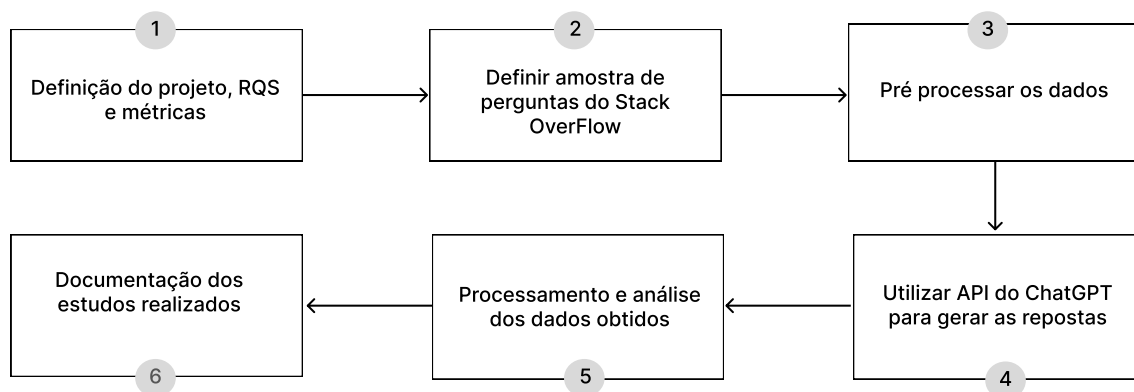 1
Definição do projeto, RQS
e métricas
2
Definir amostra de
perguntas do Stack
OverFlow
3
Pré processar os dados
4
Utilizar API do ChatGPT
para gerar as repostas
5
Processamento e análise
dos dados obtidos
6
Documentação dos
estudos realizados